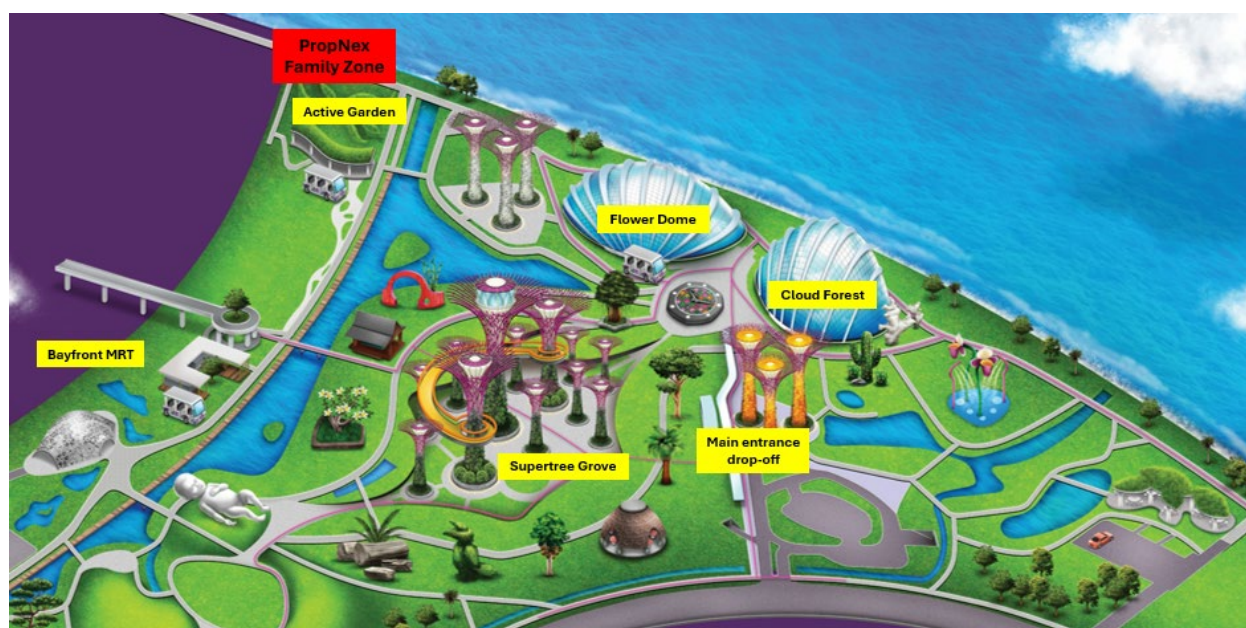 PropNex
Family Zone
Active Garden
Flower Dome
Cloud Forest
Bayfront MRT
Main entrance
drop-off
Supertree Grove